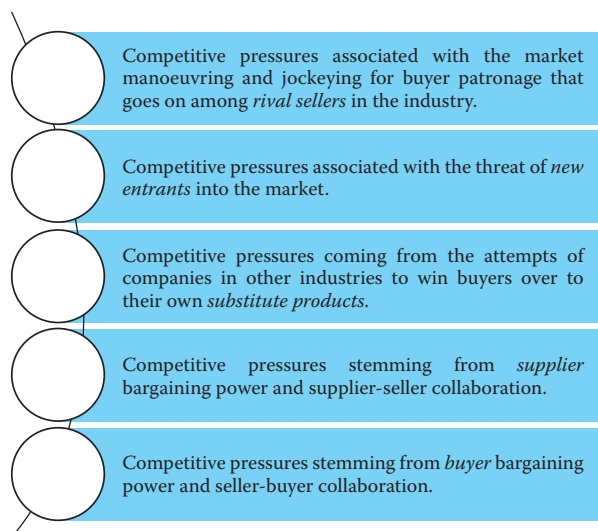 Competitive pressures associated with the market
manoeuvring and jockeying for buyer patronage that
goes on among rival sellers in the industry.
Competitive pressures associated with the threat of new
entrants into the market.
Competitive pressures coming from the attempts of
companies in other industries to win buyers over to
their own substitute products.
Competitive pressures stemming from supplier
bargaining power and supplier-seller collaboration.
Competitive pressures stemming from buyer bargaining
power and seller-buyer collaboration.